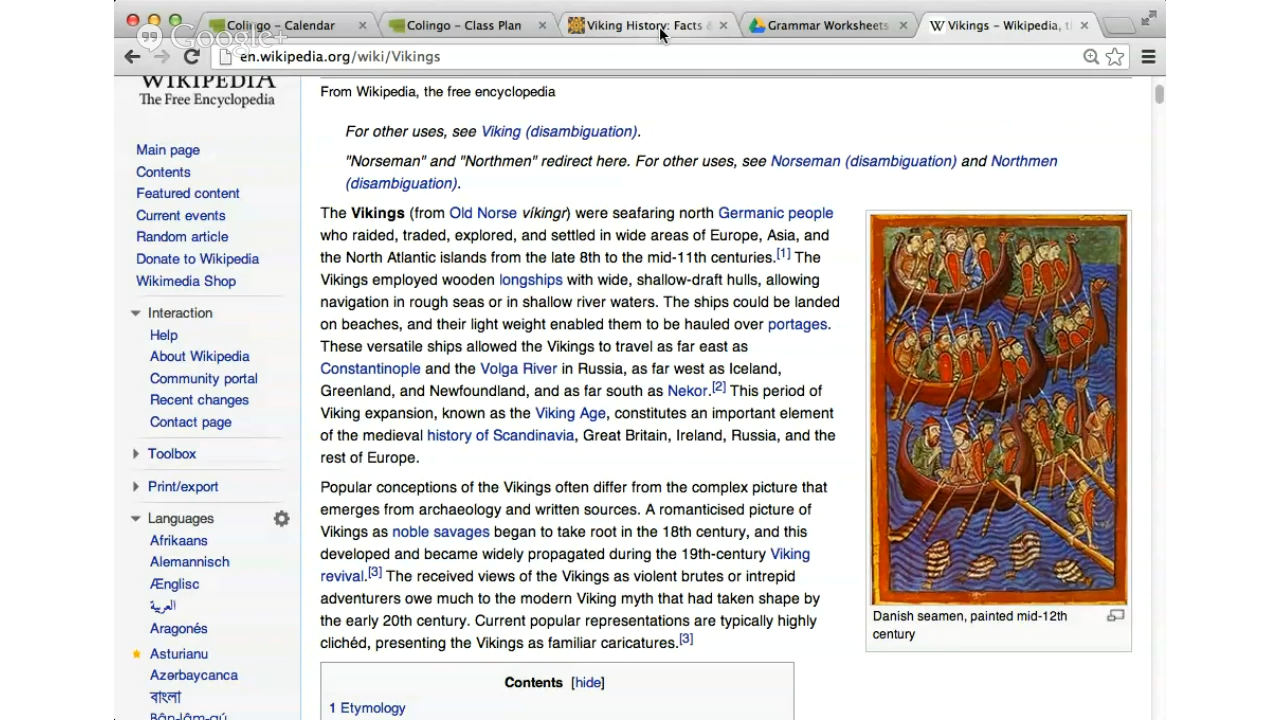 Colingo – Calendar
Colingo – Class Plan
Viking History: Facts &
Grammar Worksheets
Vikings – Wikipedia, t
Google+
en.wikipedia.org/wiki/Vikings
WIKIPEDIA
The Free Encyclopedia
Main page
Contents
Featured content
Current events
Random article
Donate to Wikipedia
Wikimedia Shop
Interaction
Help
About Wikipedia
Community portal
Recent changes
Contact page
Toolbox
Print/export
Languages
Afrikaans
Alemannisch
Ænglisc
العربية
Aragonés
Asturianu
Azərbaycanca
বাংলা
Bân-lâm-gú
From Wikipedia, the free encyclopedia
For other uses, see Viking (disambiguation).
"Norseman" and "Northmen" redirect here. For other uses, see Norseman (disambiguation) and Northmen
(disambiguation).
The Vikings (from Old Norse víkingr) were seafaring north Germanic people
who raided, traded, explored, and settled in wide areas of Europe, Asia, and
the North Atlantic islands from the late 8th to the mid-11th centuries.[1] The
Vikings employed wooden longships with wide, shallow-draft hulls, allowing
navigation in rough seas or in shallow river waters. The ships could be landed
on beaches, and their light weight enabled them to be hauled over portages.
These versatile ships allowed the Vikings to travel as far east as
Constantinople and the Volga River in Russia, as far west as Iceland,
Greenland, and Newfoundland, and as far south as Nekor.[2] This period of
Viking expansion, known as the Viking Age, constitutes an important element
of the medieval history of Scandinavia, Great Britain, Ireland, Russia, and the
rest of Europe.
Popular conceptions of the Vikings often differ from the complex picture that
emerges from archaeology and written sources. A romanticised picture of
Vikings as noble savages began to take root in the 18th century, and this
developed and became widely propagated during the 19th-century Viking
revival.[3] The received views of the Vikings as violent brutes or intrepid
adventurers owe much to the modern Viking myth that had taken shape by
the early 20th century. Current popular representations are typically highly
clichéd, presenting the Vikings as familiar caricatures.[3]
Danish seamen, painted mid-12th
century
Contents [hide]
1 Etymology